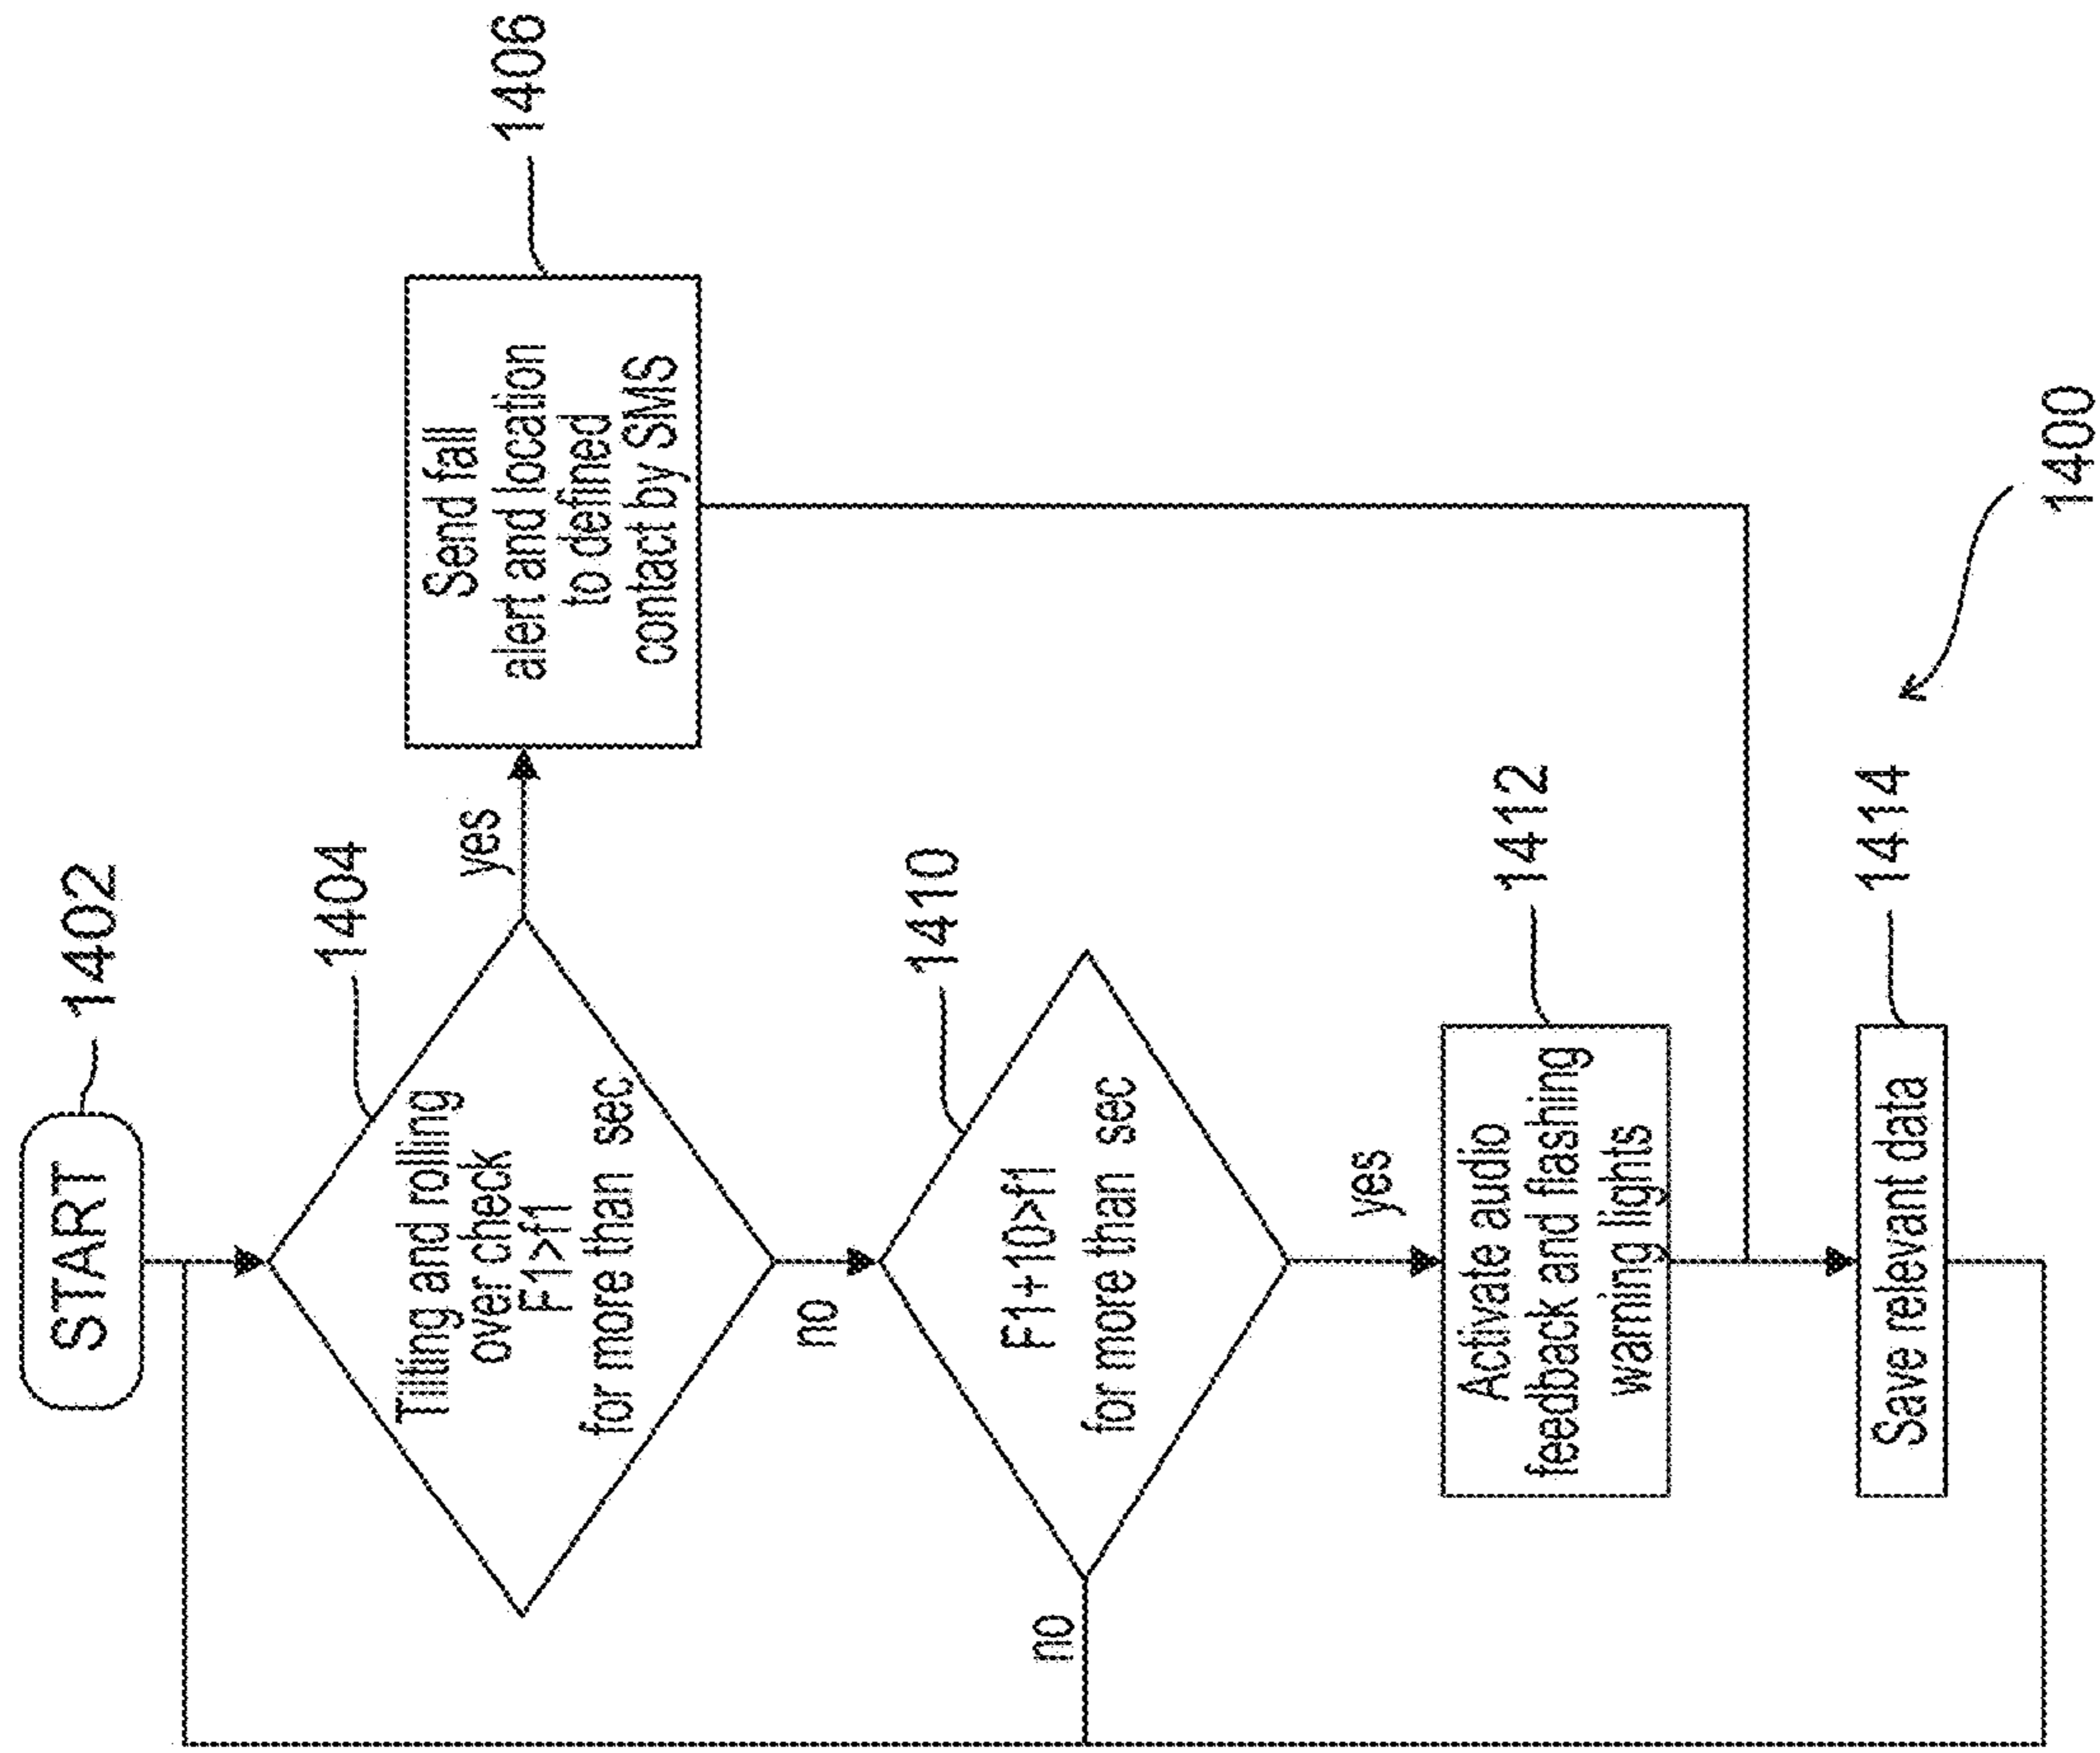 START
1402
Tilting and rolling
over check
F1>f1
for more than sec
1404
yes
Send fall
alert and location
to defined
contact by SMS
1406
no
F1+10>f1
for more than sec
1410
no
yes
Activate audio
feedback and flashing
warning lights
1412
Save relevant data
1414
1400